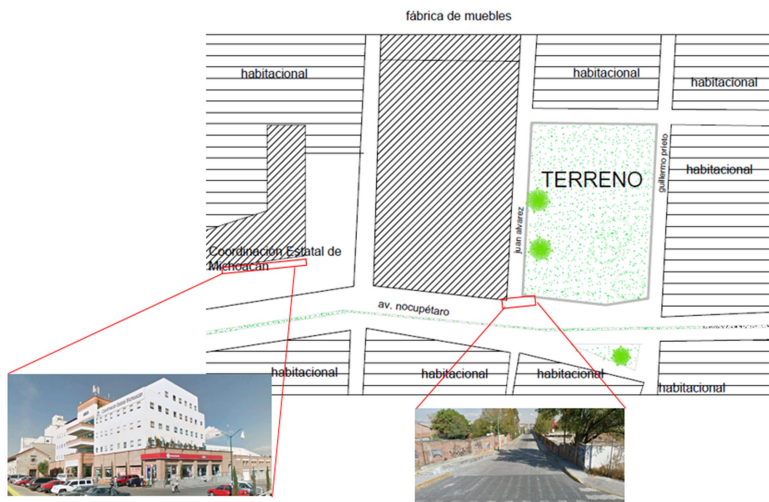 fábrica de muebles
habitacional
habitacional
habitacional
habitacional
TERRENO
guillermo prieto
juan alvarez
Coordinación Estatal de
Michoacán
av. nocupétaro
habitacional
habitacional
habitacional
habitacional